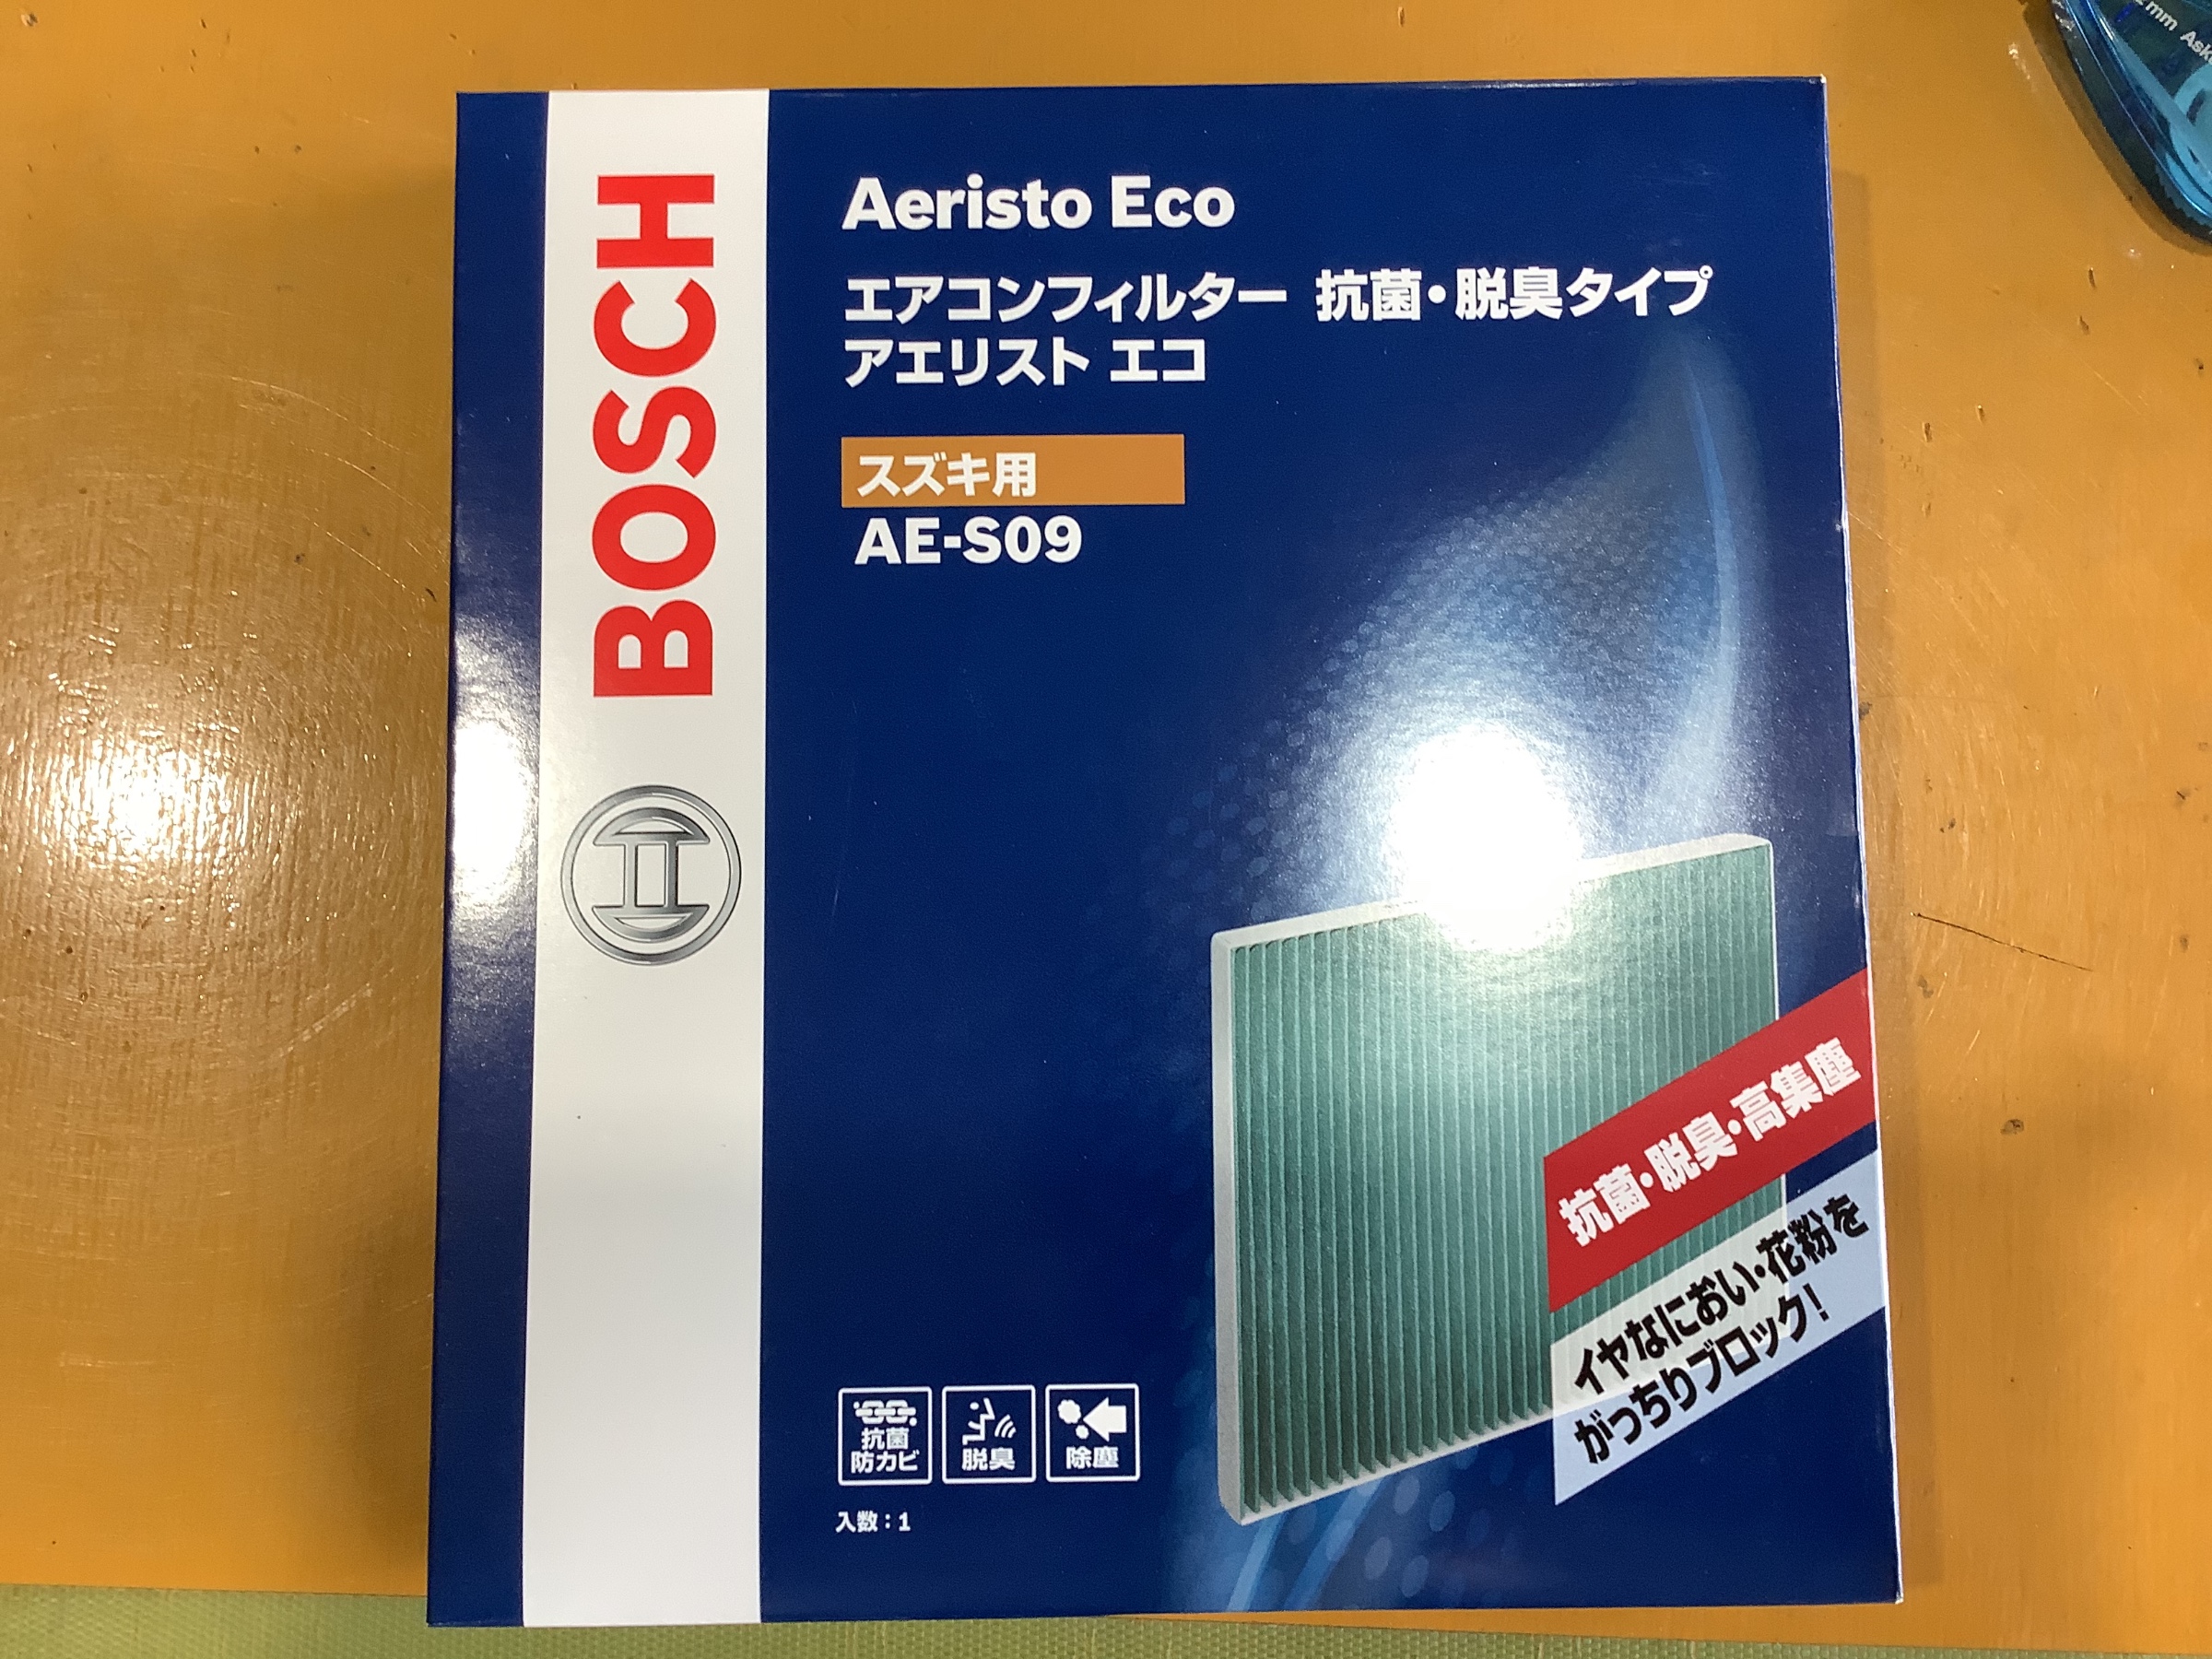 mm Ask
BOSCH
Aeristo Eco
エアコンフィルター 抗菌・脱臭タイプ
アエリスト エコ
スズキ用
AE-S09
抗菌・脱臭・高集塵
イヤなにおい・花粉を
がっちりブロック!
抗菌
防カビ
脱臭
除塵
入数:1